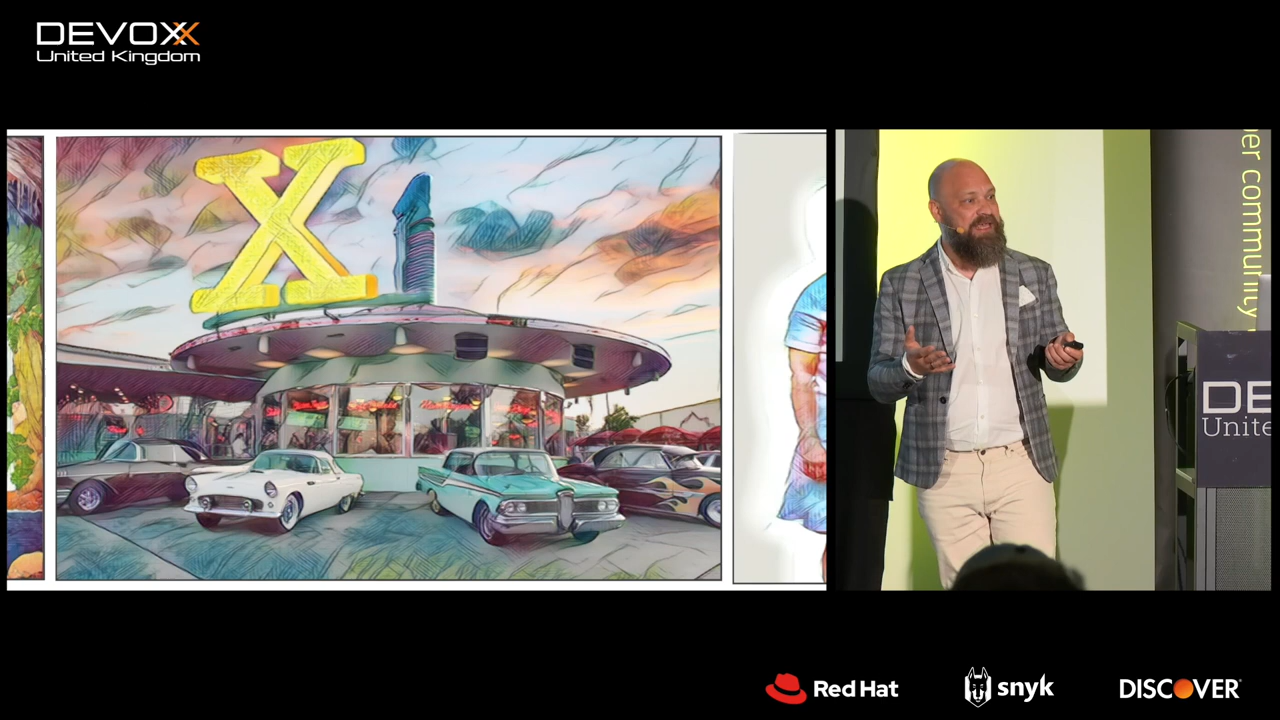 DEVOXX
United Kingdom
X
er community
DE
Unite
Red Hat
snyk
DISCOVER